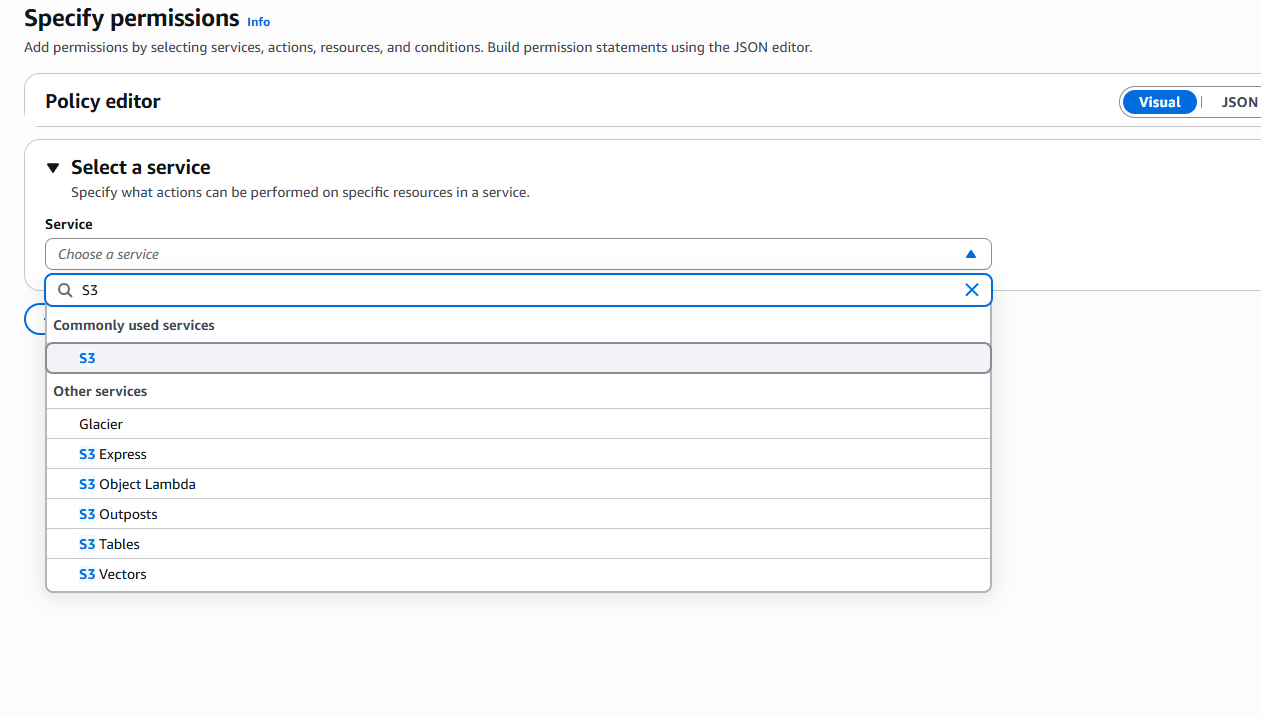 Specify permissions Info
Add permissions by selecting services, actions, resources, and conditions. Build permission statements using the JSON editor.
Policy editor
Visual JSON
Select a service
Specify what actions can be performed on specific resources in a service.
Service
Choose a service
S3
Commonly used services
S3
Other services
Glacier
S3 Express
S3 Object Lambda
S3 Outposts
S3 Tables
S3 Vectors